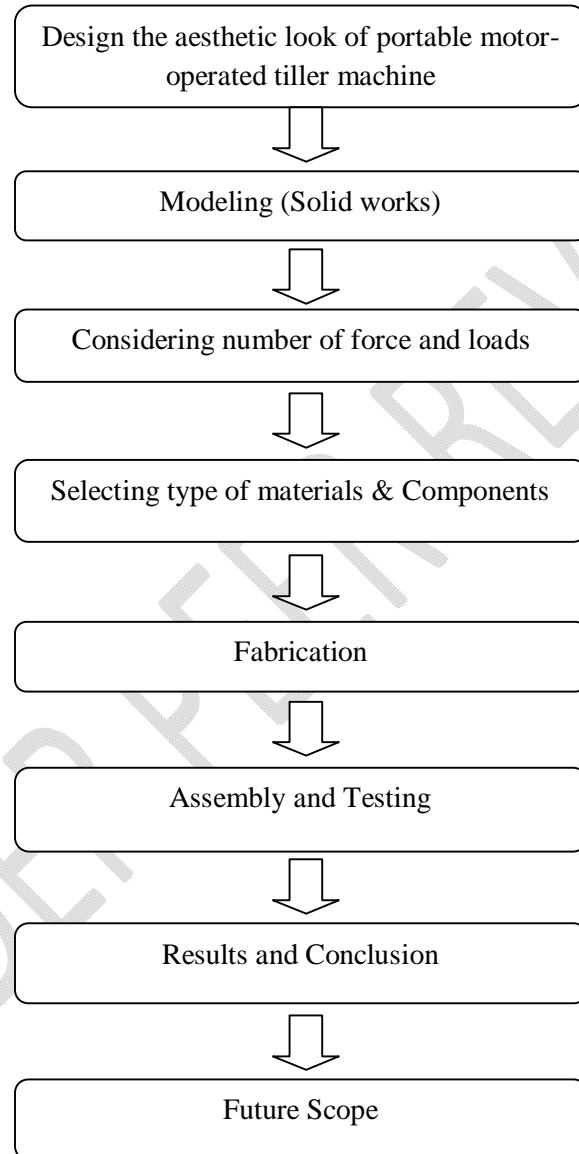 Design the aesthetic look of portable motor-
operated tiller machine
Modeling (Solid works)
Considering number of force and loads
Selecting type of materials & Components
Fabrication
Assembly and Testing
Results and Conclusion
Future Scope